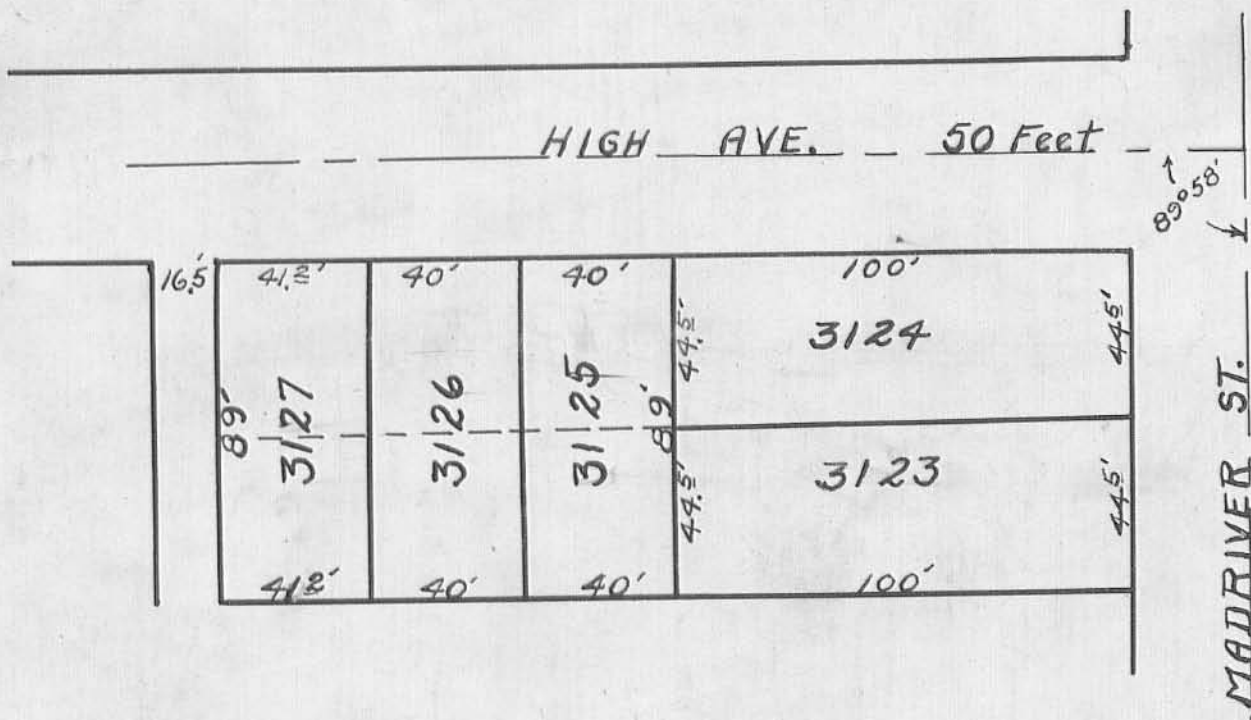 HIGH AVE. 50 Feet
89°58'
16.5' 41.2' 40' 40' 100'
44.5' 3124 44.5'
89' 3127 3126 3125 89'
44.5' 3123 44.5'
41.2' 40' 40' 100'
MADRIVER ST.